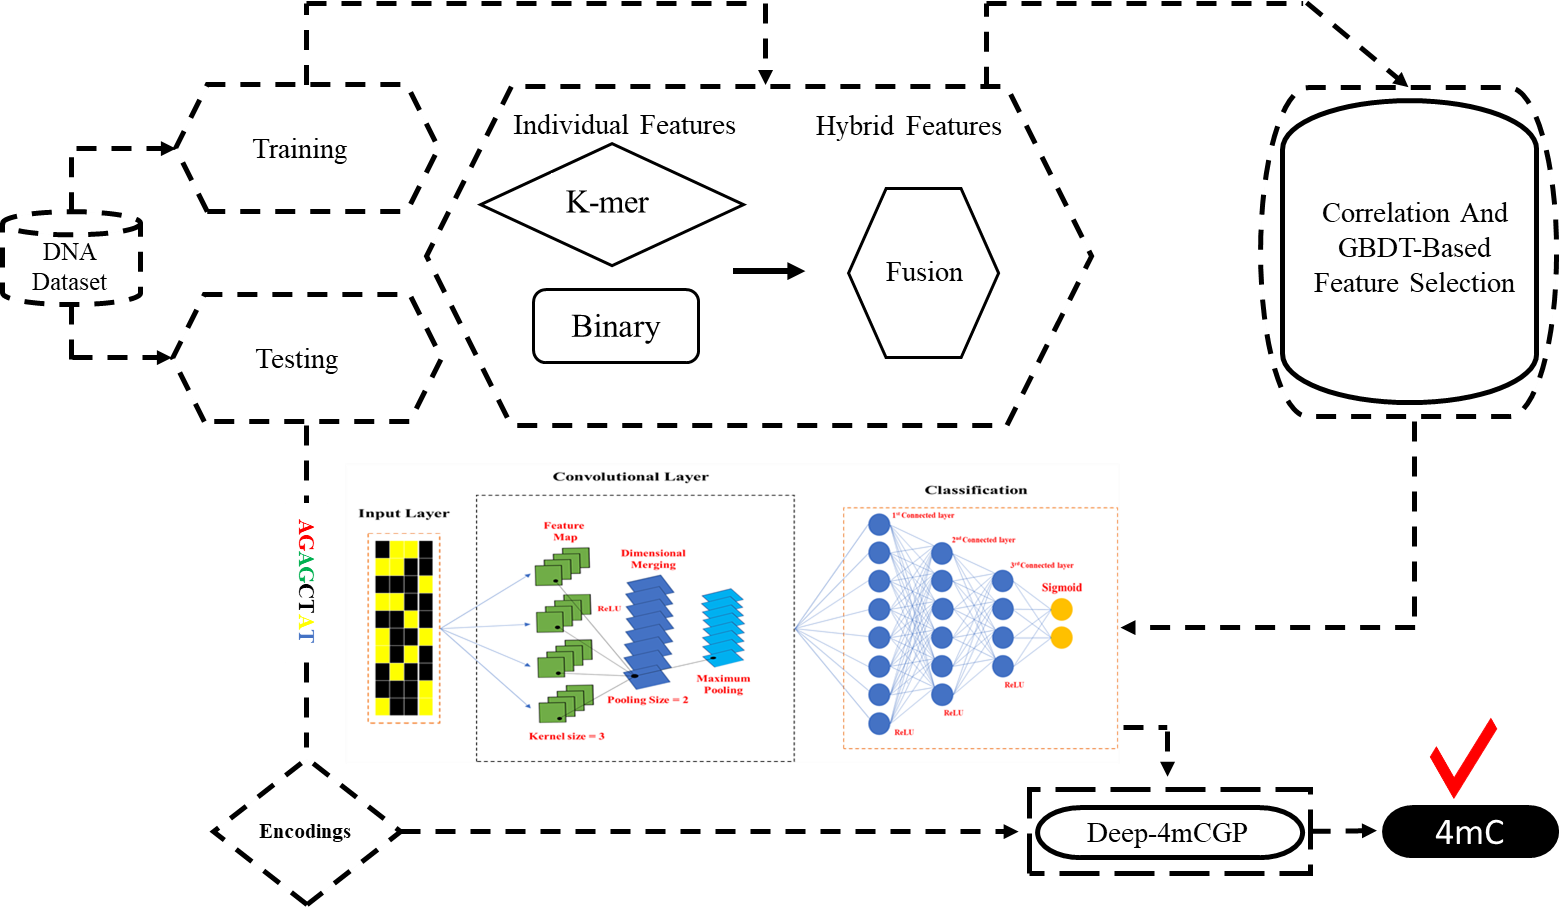 Training
DNA
Dataset
Testing
Individual Features
K-mer
Binary
Hybrid Features
Fusion
Correlation And
GBDT-Based
Feature Selection
AGAGCTAT
Input Layer
Convolutional Layer
Feature
Map
ReLU
Dimensional
Merging
Pooling Size = 2
Kernel size = 3
Maximum
Pooling
Classification
1st Connected layer
2nd Connected layer
3rd Connected layer
Sigmoid
ReLU
ReLU
ReLU
Encodings
Deep-4mCGP
4mC